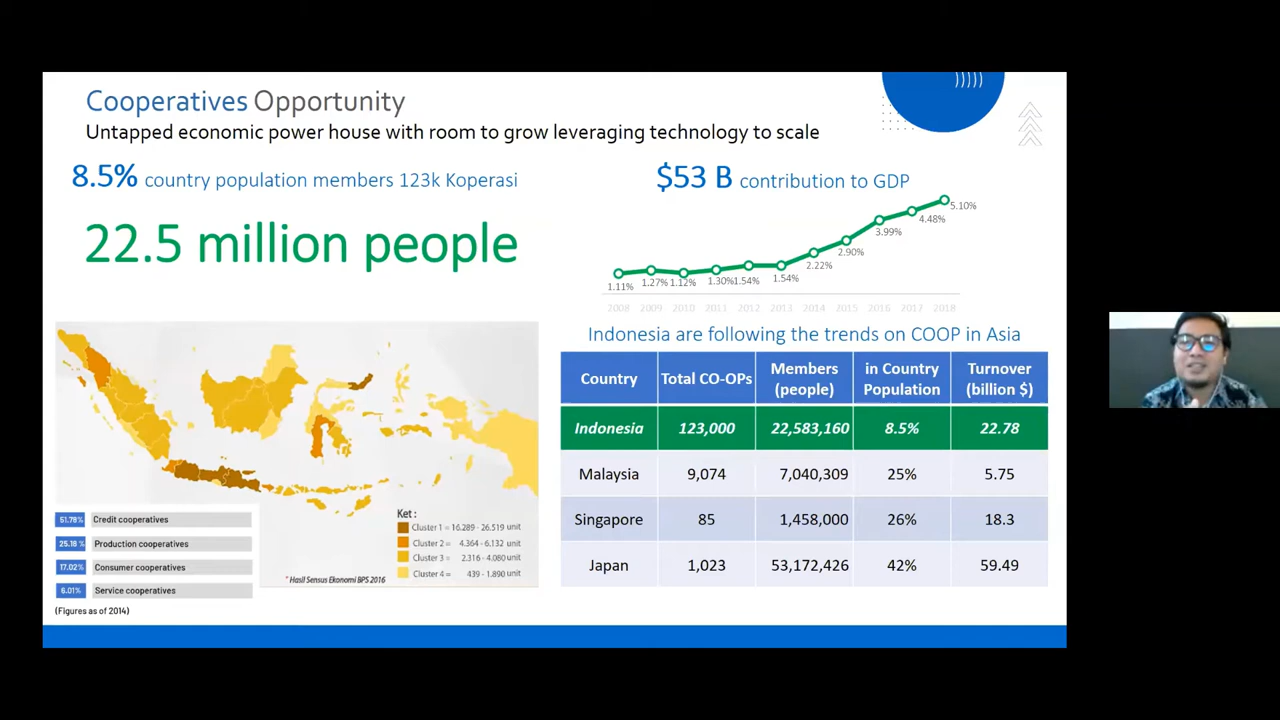 Cooperatives Opportunity
Untapped economic power house with room to grow leveraging technology to scale
8.5% country population members 123k Koperasi
22.5 million people
$53 B contribution to GDP
1.11% 1.27% 1.12% 1.30% 1.54% 1.54% 2.22% 2.90% 3.99% 4.48% 5.10%
2008 2009 2010 2011 2012 2013 2014 2015 2016 2017 2018
Indonesia are following the trends on COOP in Asia
Country Total CO-OPs Members (people) in Country Population Turnover (billion $)
Indonesia 123,000 22,583,160 8.5% 22.78
Malaysia 9,074 7,040,309 25% 5.75
Singapore 85 1,458,000 26% 18.3
Japan 1,023 53,172,426 42% 59.49
51.78% Credit cooperatives
25.18 % Production cooperatives
17.02% Consumer cooperatives
6.01% Service cooperatives
(Figures as of 2014)
Ket :
Cluster 1 = 16.289 - 26.519 unit
Cluster 2 = 4.364 - 6.132 unit
Cluster 3 = 2.316 - 4.080 unit
Cluster 4 = 439 - 1.890 unit
* Hasil Sensus Ekonomi BPS 2016